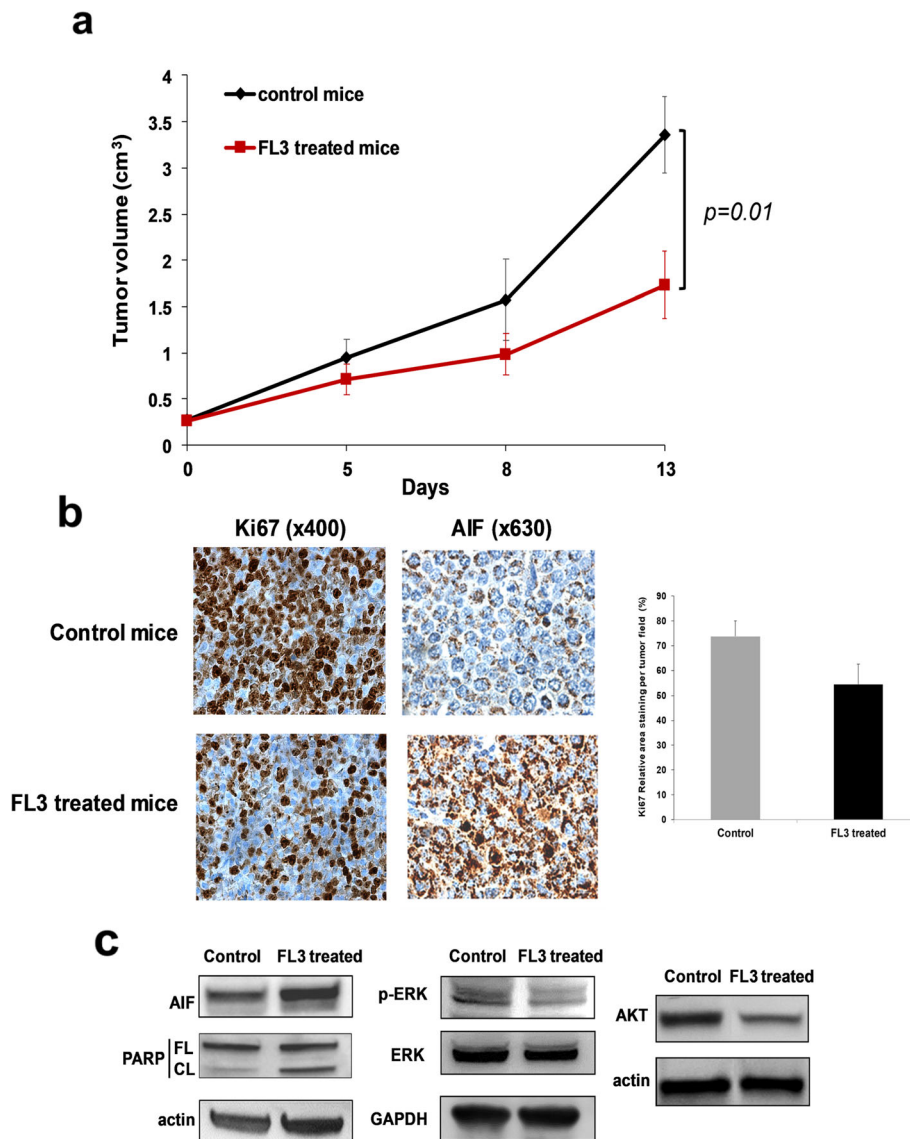 a
4
3.5
3
2.5
2
1.5
1
0.5
0
Tumor volume (cm³)
control mice
FL3 treated mice
p=0.01
0 5 8 13
Days
b
Ki67 (x400) AIF (x630)
Control mice
FL3 treated mice
Ki67 Relative area staining per tumor field (%)
90
80
70
60
50
40
30
20
10
0
Control FL3 treated
c
Control FL3 treated
AIF
PARP
FL
CL
actin
Control FL3 treated
p-ERK
ERK
GAPDH
Control FL3 treated
AKT
actin